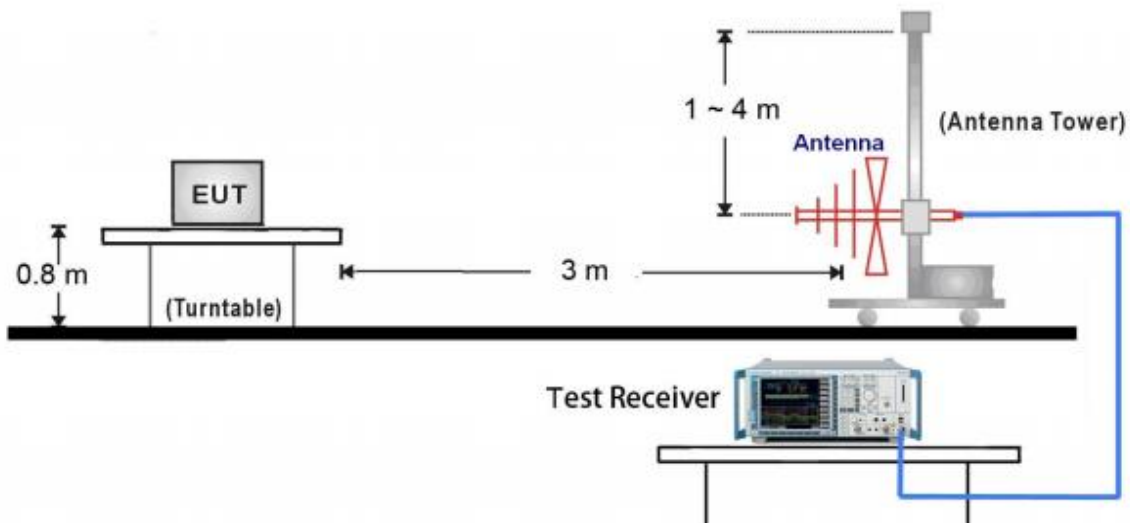 1 ~ 4 m
(Antenna Tower)
Antenna
EUT
0.8 m
3 m
(Turntable)
Test Receiver